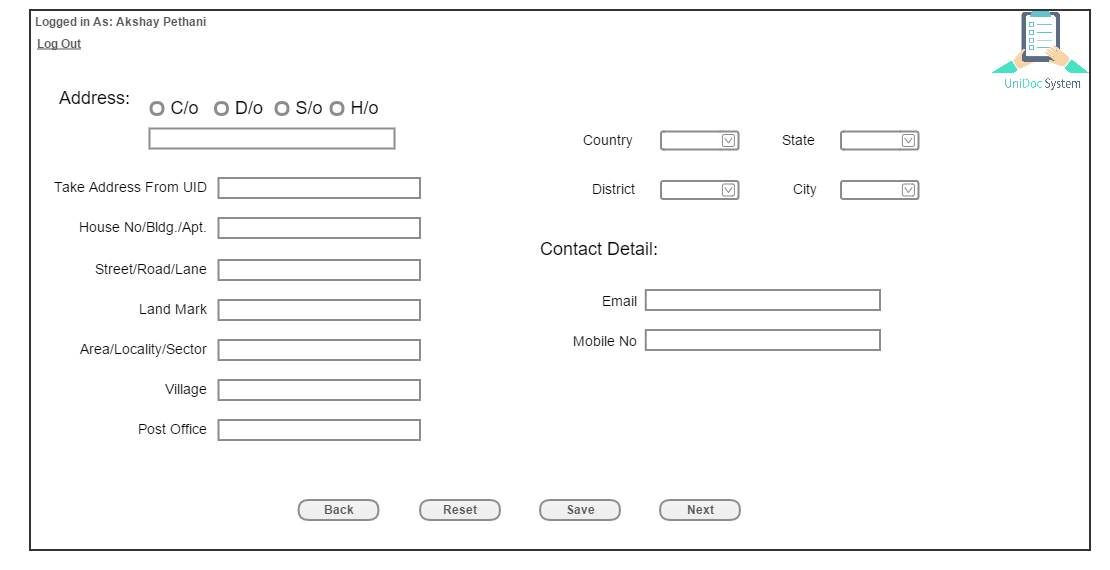 Logged in As: Akshay Pethani
Log Out
UniDoc System
Address:
C/o D/o S/o H/o
Country State
Take Address From UID
District City
House No/Bldg./Apt.
Contact Detail:
Street/Road/Lane
Email
Land Mark
Mobile No
Area/Locality/Sector
Village
Post Office
Back Reset Save Next